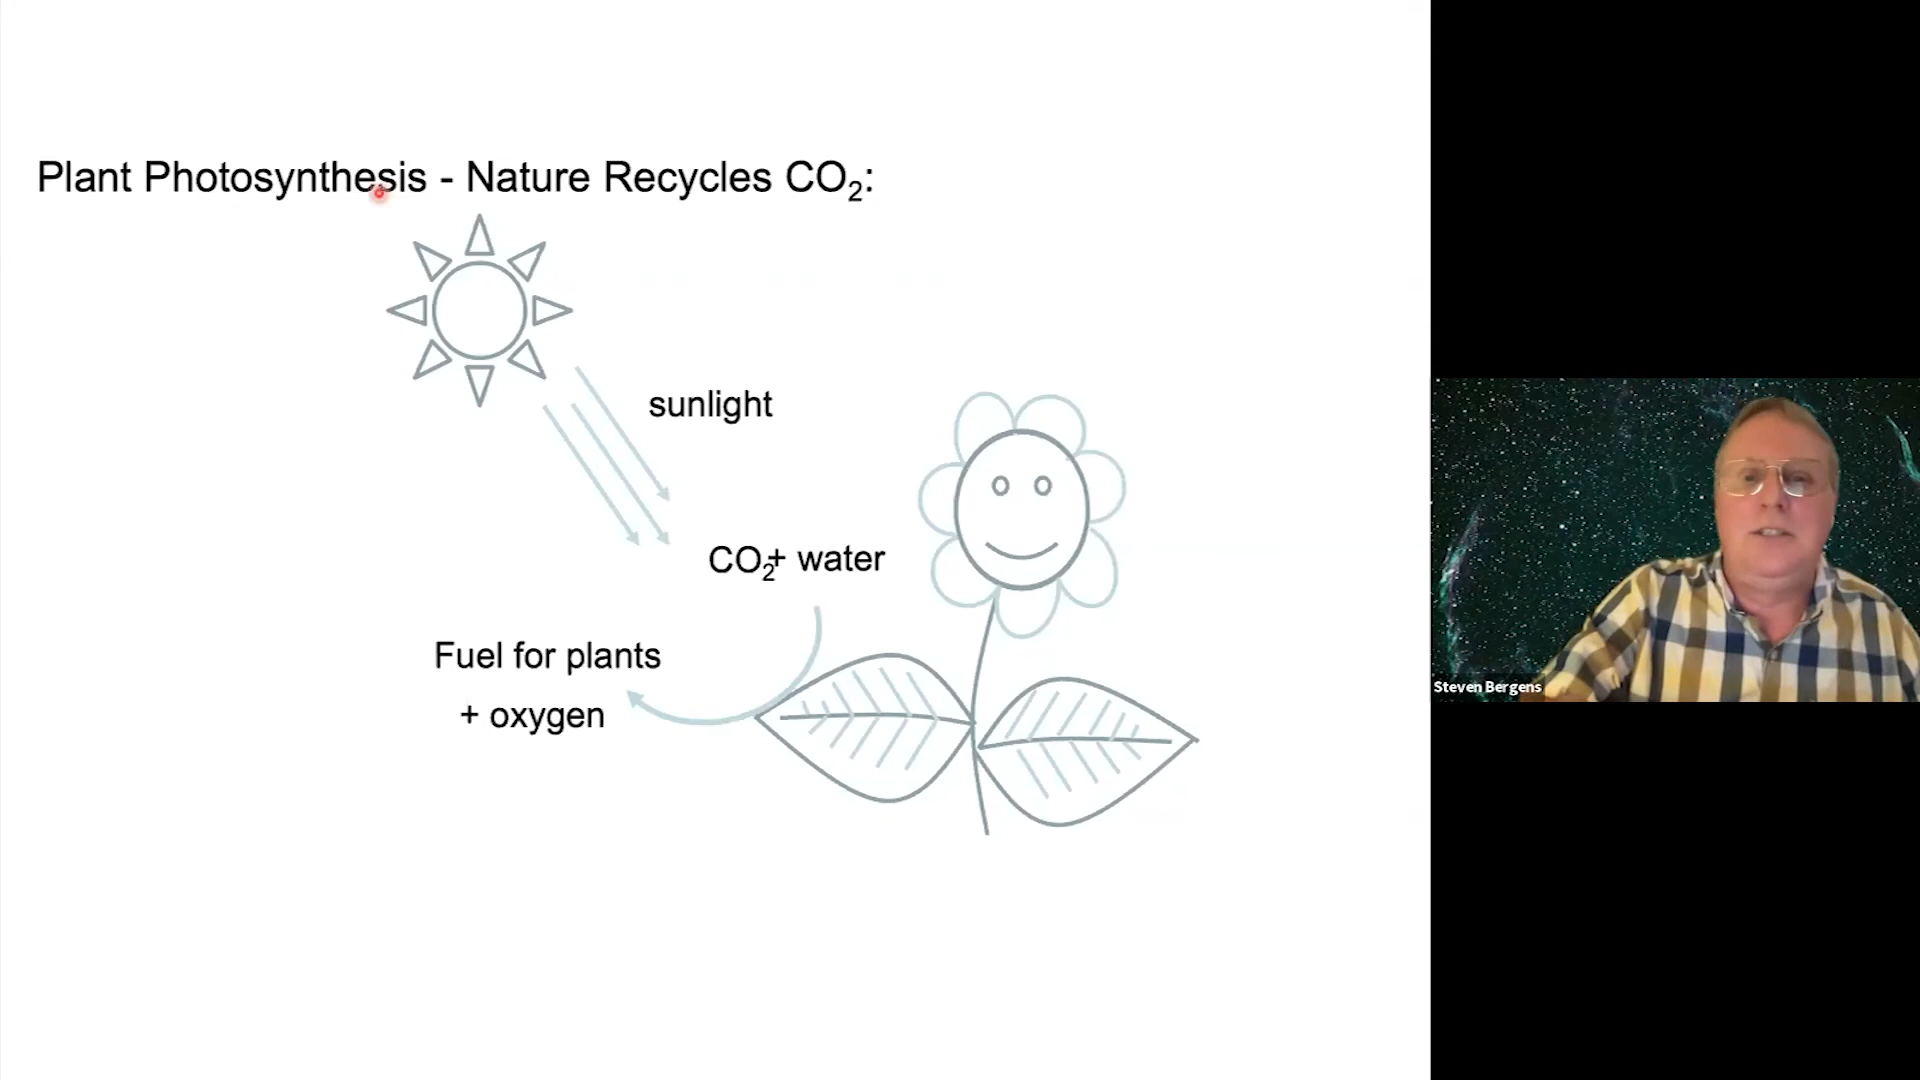 Plant Photosynthesis - Nature Recycles CO₂:
sunlight
CO₂+ water
Fuel for plants
+ oxygen
Steven Bergens